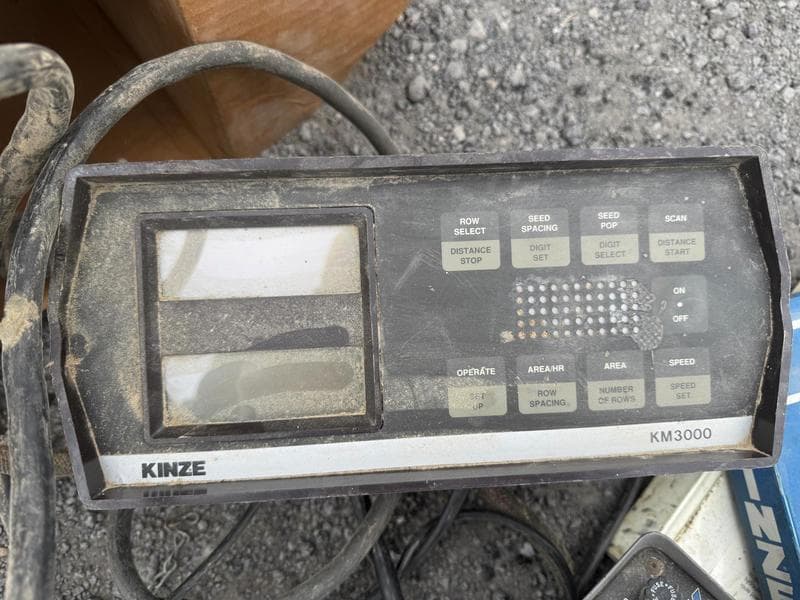 ROW
SELECT
DISTANCE
STOP
SEED
SPACING
DIGIT
SET
SEED
POP
DIGIT
SELECT
SCAN
DISTANCE
START
ON
OFF
OPERATE
SET
UP
AREA/HR
ROW
SPACING
AREA
NUMBER
OF ROWS
SPEED
SPEED
SET
KINZE
KM3000